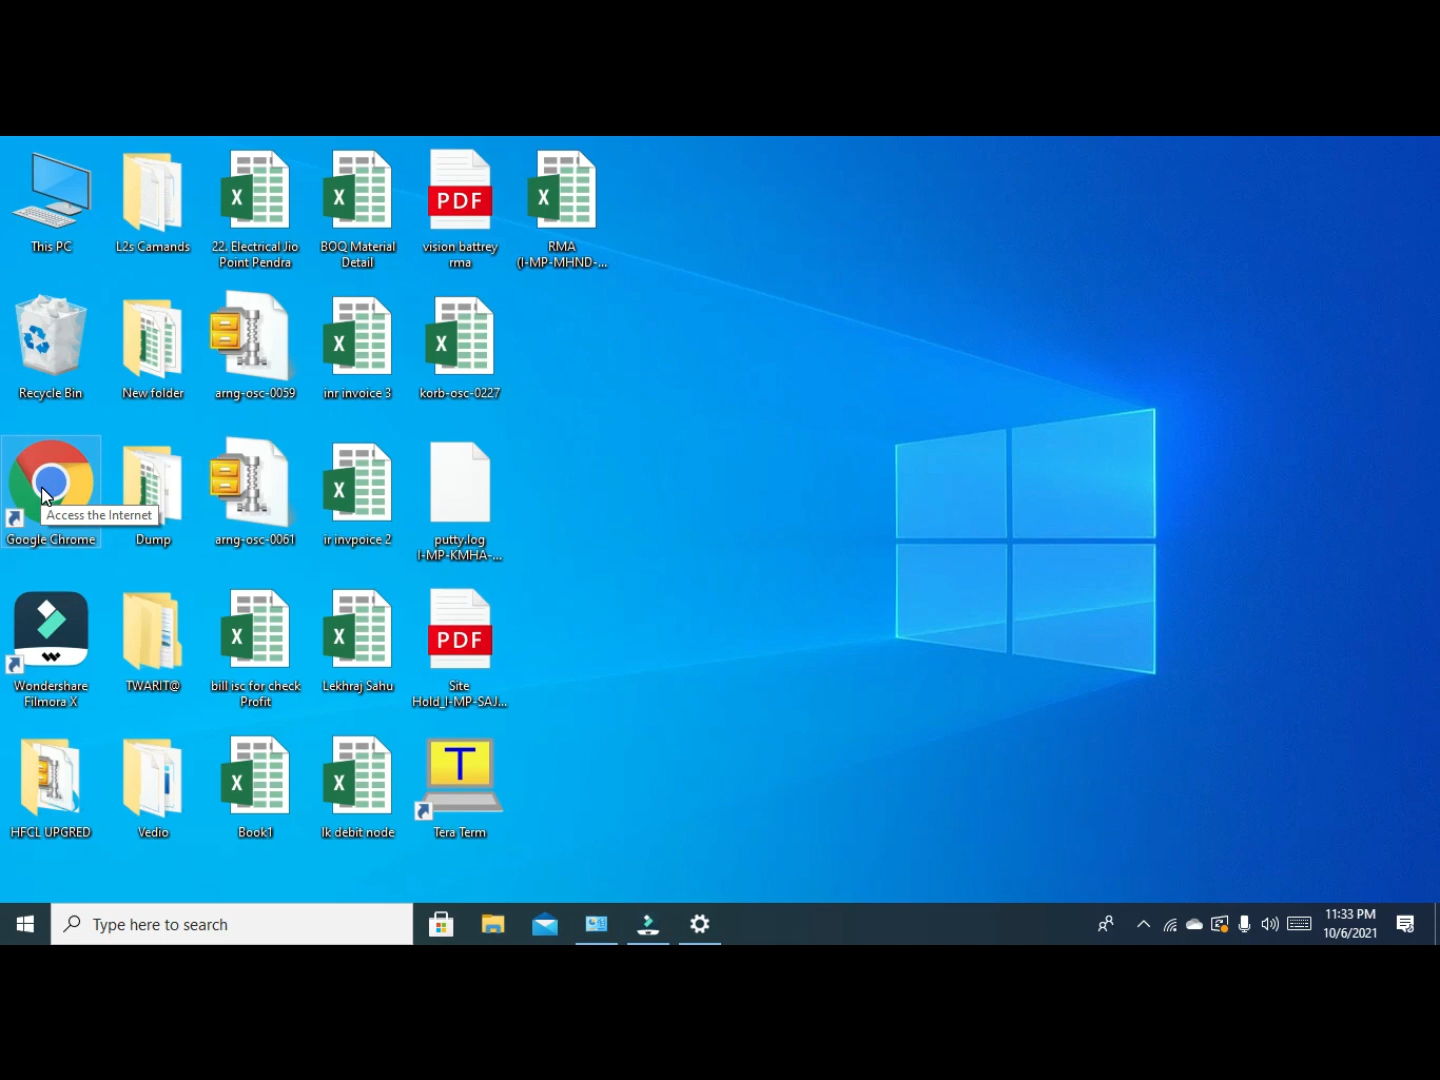 This PC
L2s Camands
22. Electrical Jio
Point Pendra
BOQ Material
Detail
PDF
vision battrey
rma
RMA
(I-MP-MHND-...
Recycle Bin
New folder
arng-osc-0059
inr invoice 3
korb-osc-0227
Access the Internet
Google Chrome
Dump
arng-osc-0061
ir invpoice 2
putty.log
I-MP-KMHA-...
Wondershare
Filmora X
TWARIT@
bill isc for check
Profit
Lekhraj Sahu
PDF
Site
Hold_I-MP-SAJ...
HFCL UPGRED
Vedio
Book1
lk debit node
T
Tera Term
Type here to search
11:33 PM
10/6/2021